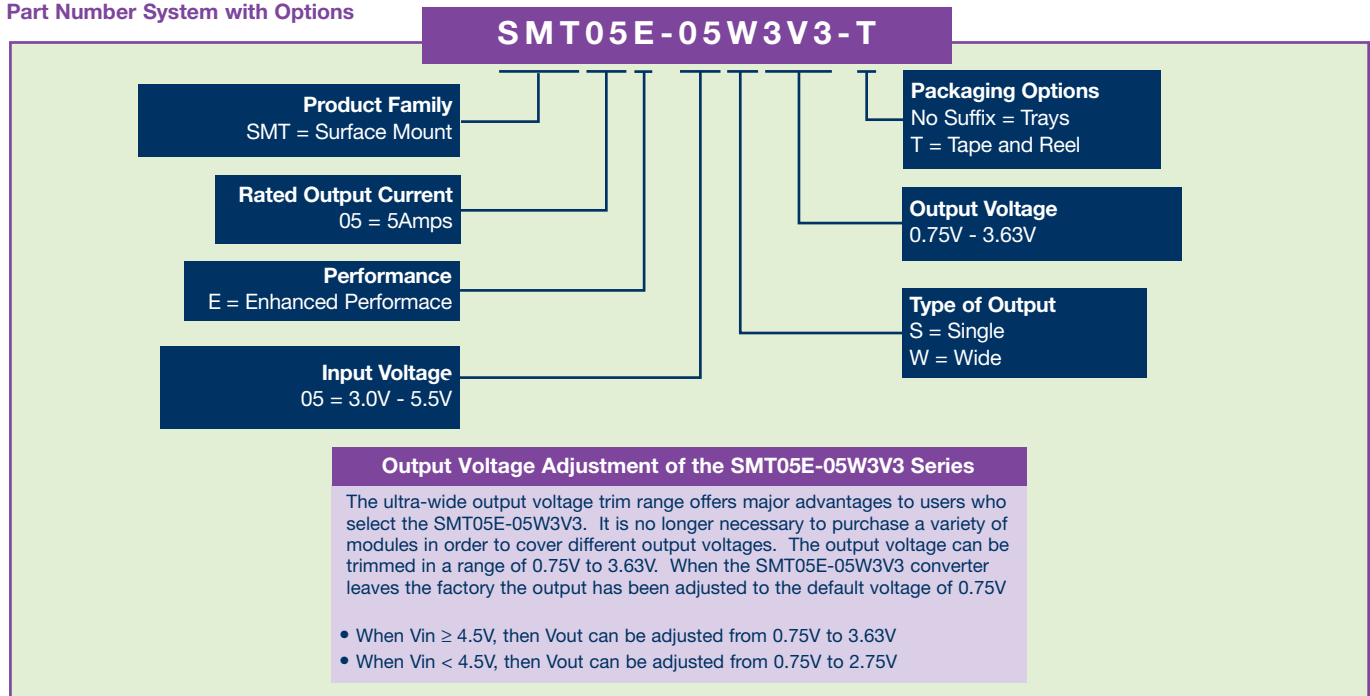 Part Number System with Options
SMT05E-05W3V3-T
Product Family
SMT = Surface Mount
Rated Output Current
05 = 5Amps
Performance
E = Enhanced Performace
Input Voltage
05 = 3.0V - 5.5V
Packaging Options
No Suffix = Trays
T = Tape and Reel
Output Voltage
0.75V - 3.63V
Type of Output
S = Single
W = Wide
Output Voltage Adjustment of the SMT05E-05W3V3 Series
The ultra-wide output voltage trim range offers major advantages to users who
select the SMT05E-05W3V3. It is no longer necessary to purchase a variety of
modules in order to cover different output voltages. The output voltage can be
trimmed in a range of 0.75V to 3.63V. When the SMT05E-05W3V3 converter
leaves the factory the output has been adjusted to the default voltage of 0.75V
• When Vin ≥ 4.5V, then Vout can be adjusted from 0.75V to 3.63V
• When Vin < 4.5V, then Vout can be adjusted from 0.75V to 2.75V